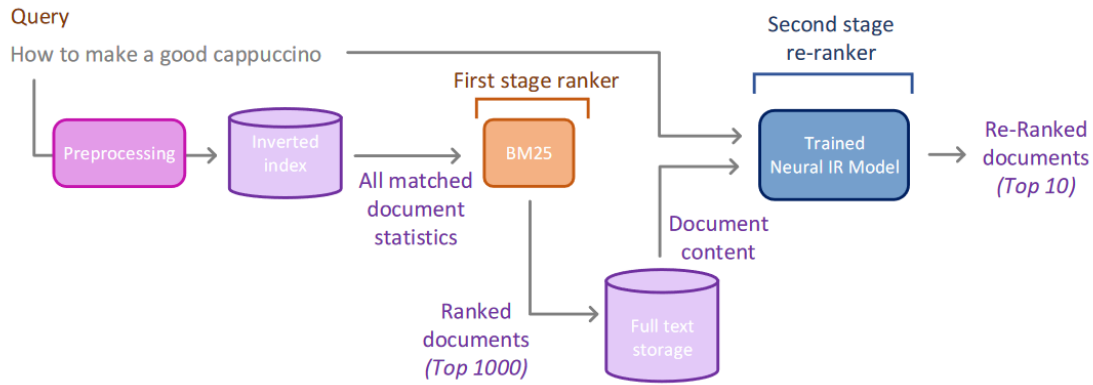 Query
How to make a good cappuccino
Preprocessing
Inverted
index
All matched
document
statistics
First stage ranker
BM25
Ranked
documents
(Top 1000)
Full text
storage
Document
content
Second stage
re-ranker
Trained
Neural IR Model
Re-Ranked
documents
(Top 10)